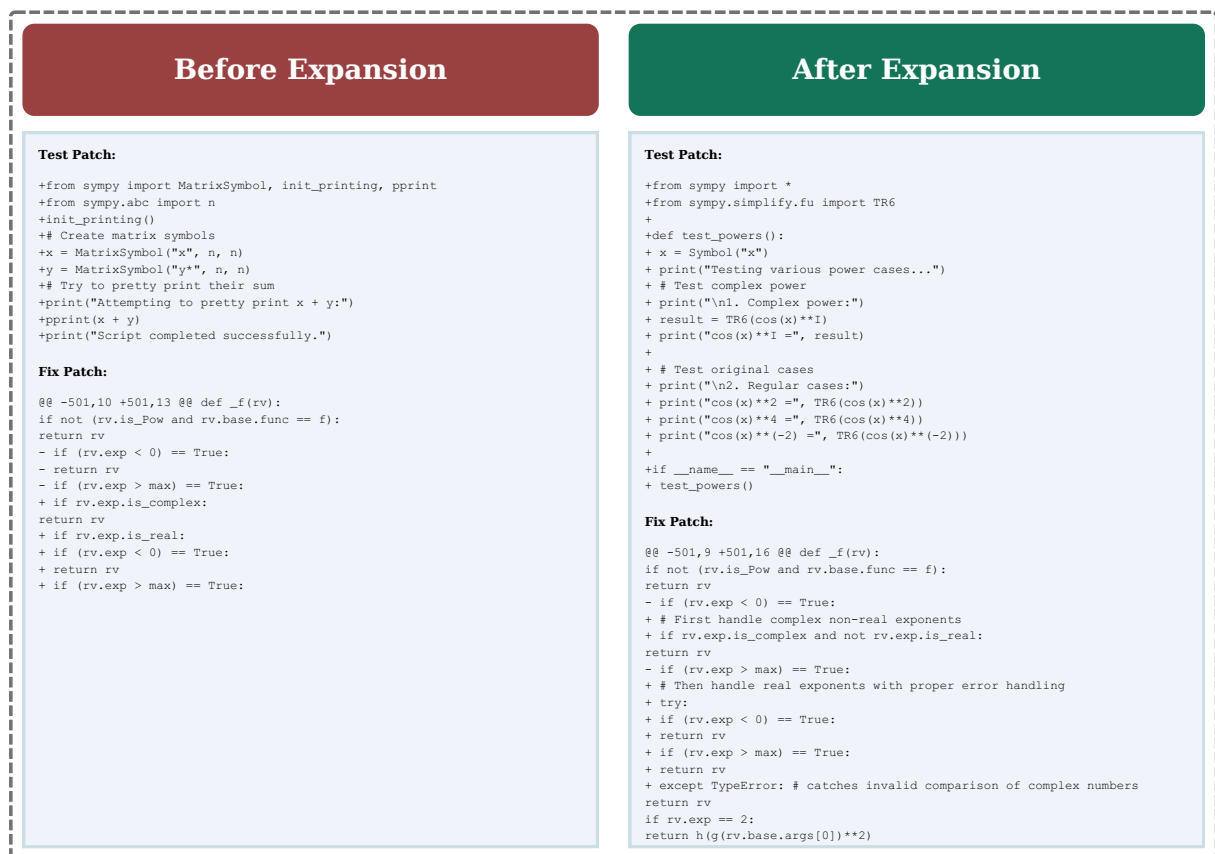 Before Expansion
Test Patch:
+from sympy import MatrixSymbol, init_printing, pprint
+from sympy.abc import n
+init_printing()
+# Create matrix symbols
+x = MatrixSymbol("x", n, n)
+y = MatrixSymbol("y*", n, n)
+# Try to pretty print their sum
+print("Attempting to pretty print x + y:")
+pprint(x + y)
+print("Script completed successfully.")
Fix Patch:
@@ -501,10 +501,13 @@ def _f(rv):
if not (rv.is_Pow and rv.base.func == f):
return rv
- if (rv.exp < 0) == True:
- return rv
- if (rv.exp > max) == True:
+ if rv.exp.is_complex:
return rv
+ if rv.exp.is_real:
+ if (rv.exp < 0) == True:
+ return rv
+ if (rv.exp > max) == True:
After Expansion
Test Patch:
+from sympy import *
+from sympy.simplify.fu import TR6
+
+def test_powers():
+ x = Symbol("x")
+ print("Testing various power cases...")
+ # Test complex power
+ print("\n1. Complex power:")
+ result = TR6(cos(x)**I)
+ print("cos(x)**I =", result)
+
+ # Test original cases
+ print("\n2. Regular cases:")
+ print("cos(x)**2 =", TR6(cos(x)**2))
+ print("cos(x)**4 =", TR6(cos(x)**4))
+ print("cos(x)**(-2) =", TR6(cos(x)**(-2)))
+
+if __name__ == "__main__":
+ test_powers()
Fix Patch:
@@ -501,9 +501,16 @@ def _f(rv):
if not (rv.is_Pow and rv.base.func == f):
return rv
- if (rv.exp < 0) == True:
+ # First handle complex non-real exponents
+ if rv.exp.is_complex and not rv.exp.is_real:
return rv
- if (rv.exp > max) == True:
+ # Then handle real exponents with proper error handling
+ try:
+ if (rv.exp < 0) == True:
+ return rv
+ if (rv.exp > max) == True:
+ return rv
+ except TypeError: # catches invalid comparison of complex numbers
return rv
if rv.exp == 2:
return h(g(rv.base.args[0])**2)